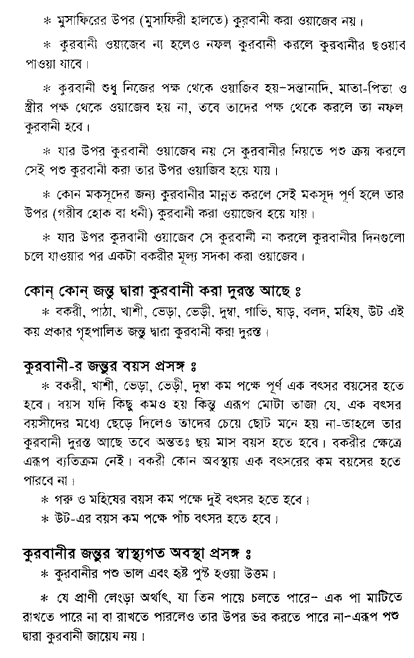 * মুসাফিরের উপর (মুসাফিরী হালতে) কুরবানী করা ওয়াজেব নয়।
* কুরবানী ওয়াজেব না হলেও নফল কুরবানী করলে কুরবানীর ছওয়াব
পাওয়া যাবে।
* কুরবানী শুধু নিজের পক্ষ থেকে ওয়াজিব হয়–সন্তানাদি, মাতা-পিতা ও
স্ত্রীর পক্ষ থেকে ওয়াজিব হয় না, তবে তাদের পক্ষ থেকে করলে তা নফল
কুরবানী হবে।
* যার উপর কুরবানী ওয়াজেব নয় সে কুরবানীর নিয়তে পশু ক্রয় করলে
সেই পশু কুরবানী করা তার উপর ওয়াজিব হয়ে যায়।
* কোন মকসূদের জন্য কুরবানীর মান্নত করলে সেই মকসূদ পূর্ণ হলে তার
উপর (গরীব হোক বা ধনী) কুরবানী করা ওয়াজেব হয়ে যায়।
* যার উপর কুরবানী ওয়াজেব সে কুরবানী না করলে কুরবানীর দিনগুলো
চলে যাওয়ার পর একটা বকরীর মূল্য সদকা করা ওয়াজেব।
কোন্ কোন্ জন্তু দ্বারা কুরবানী করা দুরস্ত আছে ঃ
* বকরী, পাঠা, খাশী, ভেড়া, ভেড়ী, দুম্বা, গাভি, ষাড়, বলদ, মহিষ, উট এই
কয় প্রকার গৃহপালিত জন্তু দ্বারা কুরবানী করা দুরস্ত।
কুরবানী-র জন্তুর বয়স প্রসঙ্গ ঃ
* বকরী, খাশী, ভেড়া, ভেড়ী, দুম্বা কম পক্ষে পূর্ণ এক বৎসর বয়সের হতে
হবে। বয়স যদি কিছু কমও হয় কিন্তু এরূপ মোটা তাজা যে, এক বৎসর
বয়সীদের মধ্যে ছেড়ে দিলেও তাদের চেয়ে ছোট মনে হয় না–তাহলে তার
কুরবানী দুরস্ত আছে তবে অন্ততঃ ছয় মাস বয়স হতে হবে। বকরীর ক্ষেত্রে
এরূপ ব্যতিক্রম নেই। বকরী কোন অবস্থায় এক বৎসরের কম বয়সের হতে
পারবে না।
* গরু ও মহিষের বয়স কম পক্ষে দুই বৎসর হতে হবে।
* উট-এর বয়স কম পক্ষে পাঁচ বৎসর হতে হবে।
কুরবানীর জন্তুর স্বাস্থ্যগত অবস্থা প্রসঙ্গ ঃ
* কুরবানীর পশু ভাল এবং হৃষ্ট পুস্ট হওয়া উত্তম।
* যে প্রাণী লেংড়া অর্থাৎ, যা তিন পায়ে চলতে পারে– এক পা মাটিতে
রাখতে পারে না বা রাখতে পারলেও তার উপর ভর করতে পারে না–এরূপ পশু
দ্বারা কুরবানী জায়েয নয়।